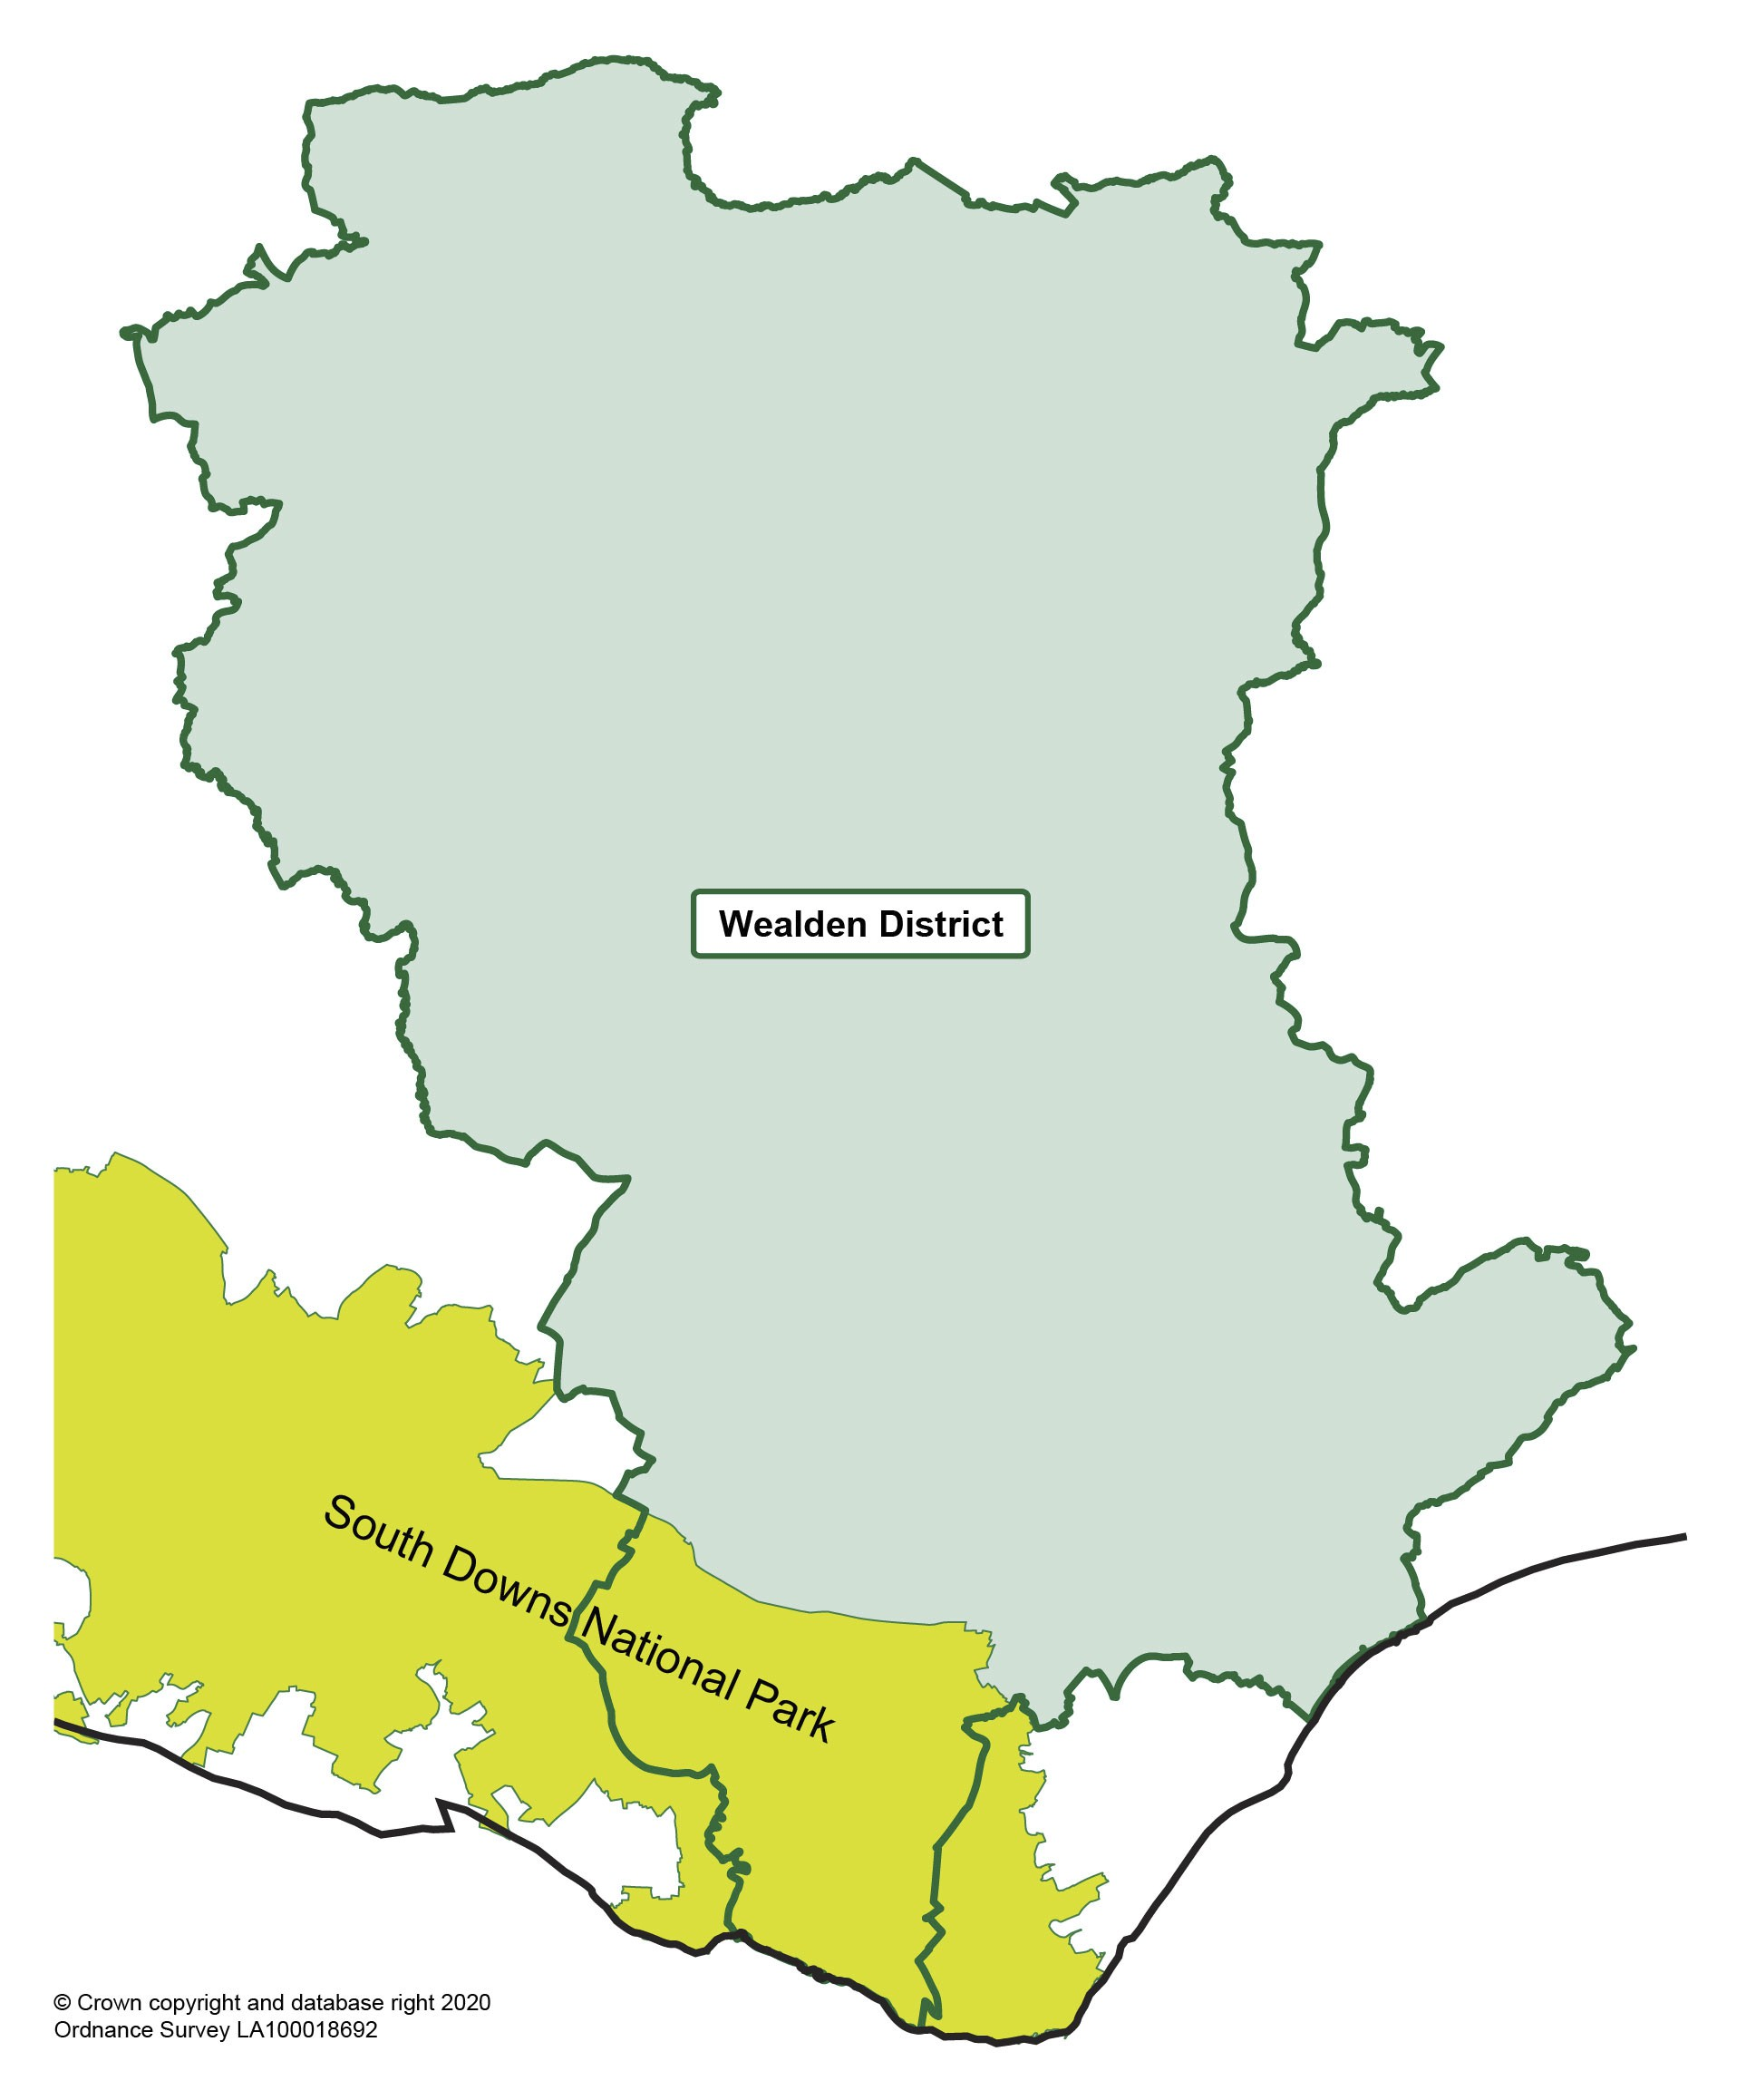 Wealden District
South Downs National Park
© Crown copyright and database right 2020
Ordnance Survey LA100018692